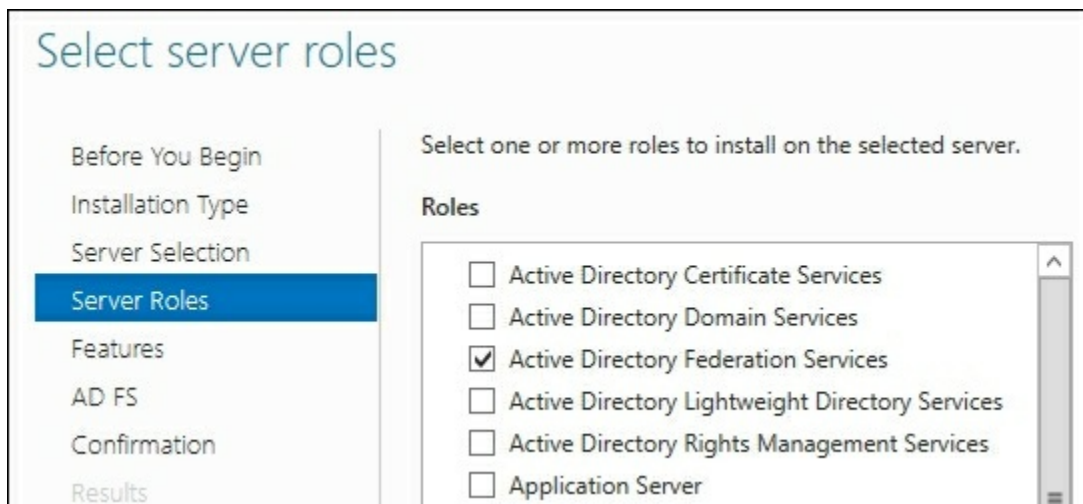 Select server roles
Before You Begin
Installation Type
Server Selection
Server Roles
Features
AD FS
Confirmation
Results
Select one or more roles to install on the selected server.
Roles
Active Directory Certificate Services
Active Directory Domain Services
Active Directory Federation Services
Active Directory Lightweight Directory Services
Active Directory Rights Management Services
Application Server